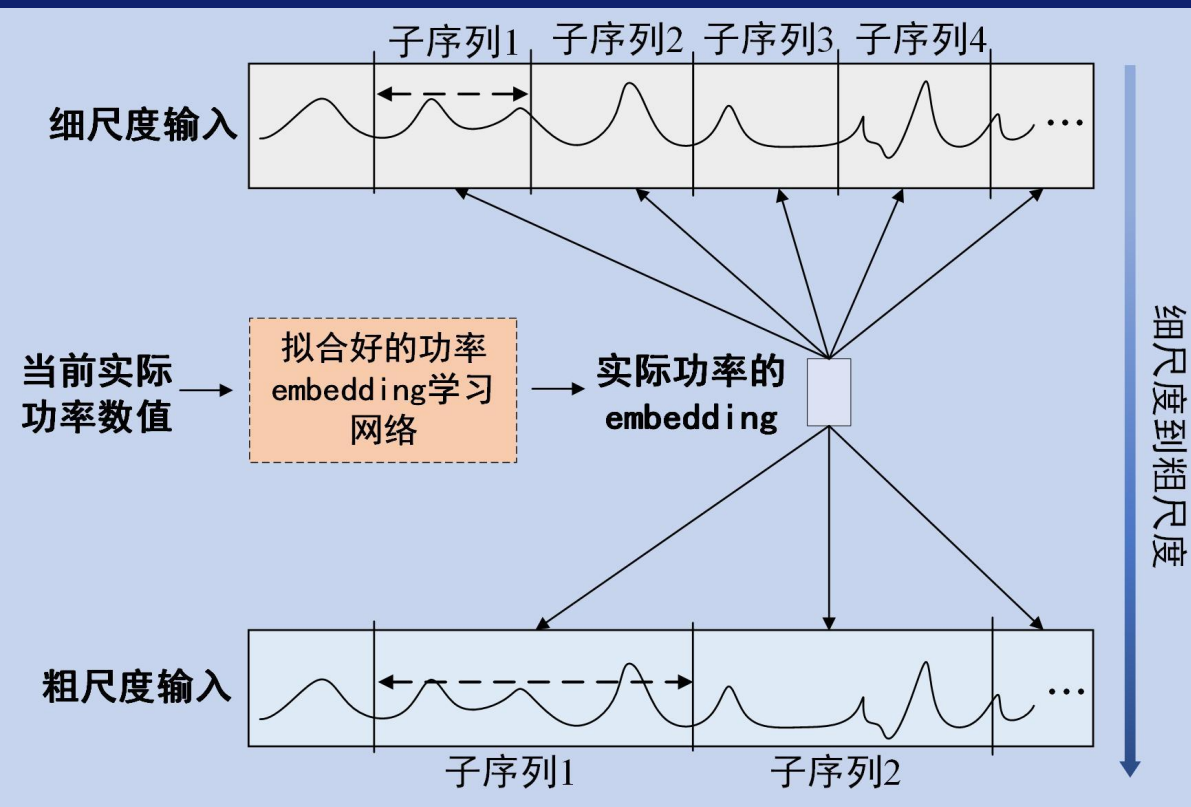 子序列1 子序列2 子序列3 子序列4
细尺度输入
...
当前实际
功率数值
拟合好的功率
embedding学习
网络
实际功率的
embedding
细尺度到粗尺度
粗尺度输入
...
子序列1 子序列2